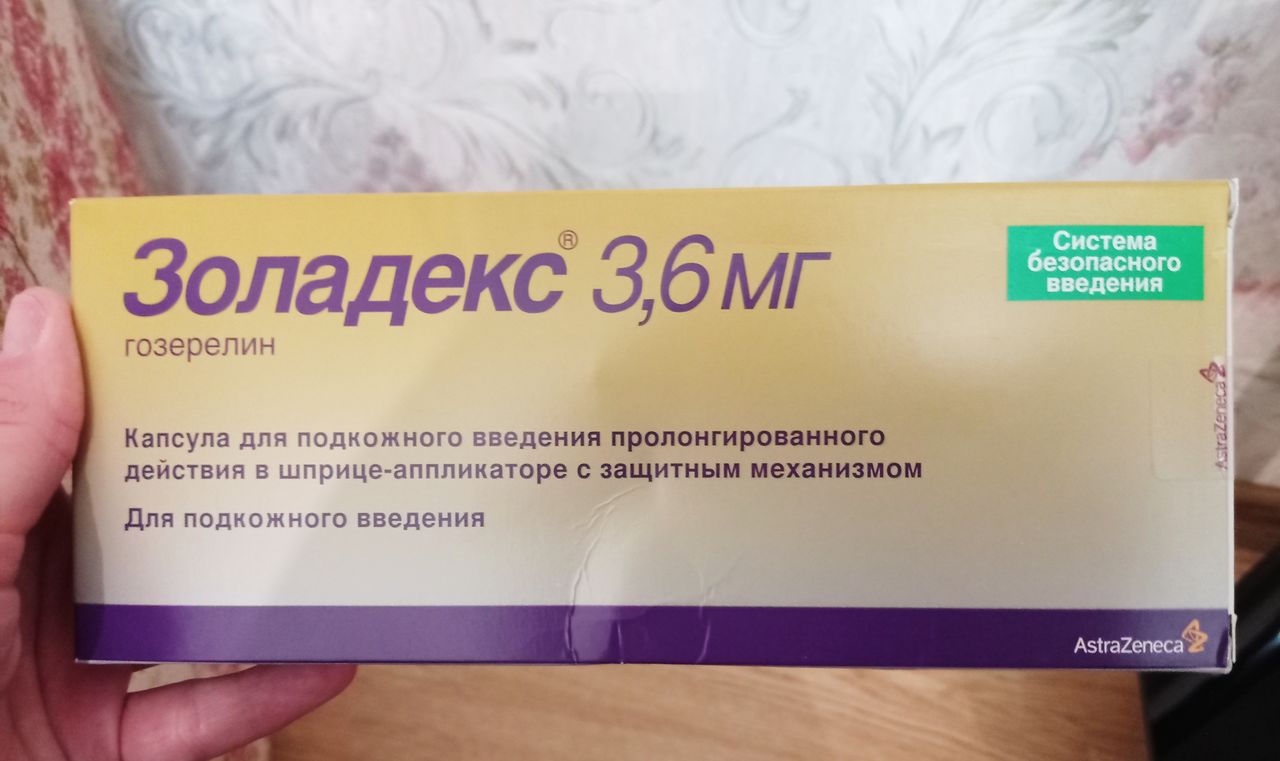 Золадекс® 3,6 мг
гозерелин
Система
безопасного
введения
Капсула для подкожного введения пролонгированного
действия в шприце-аппликаторе с защитным механизмом
Для подкожного введения
AstraZeneca
AstraZeneca